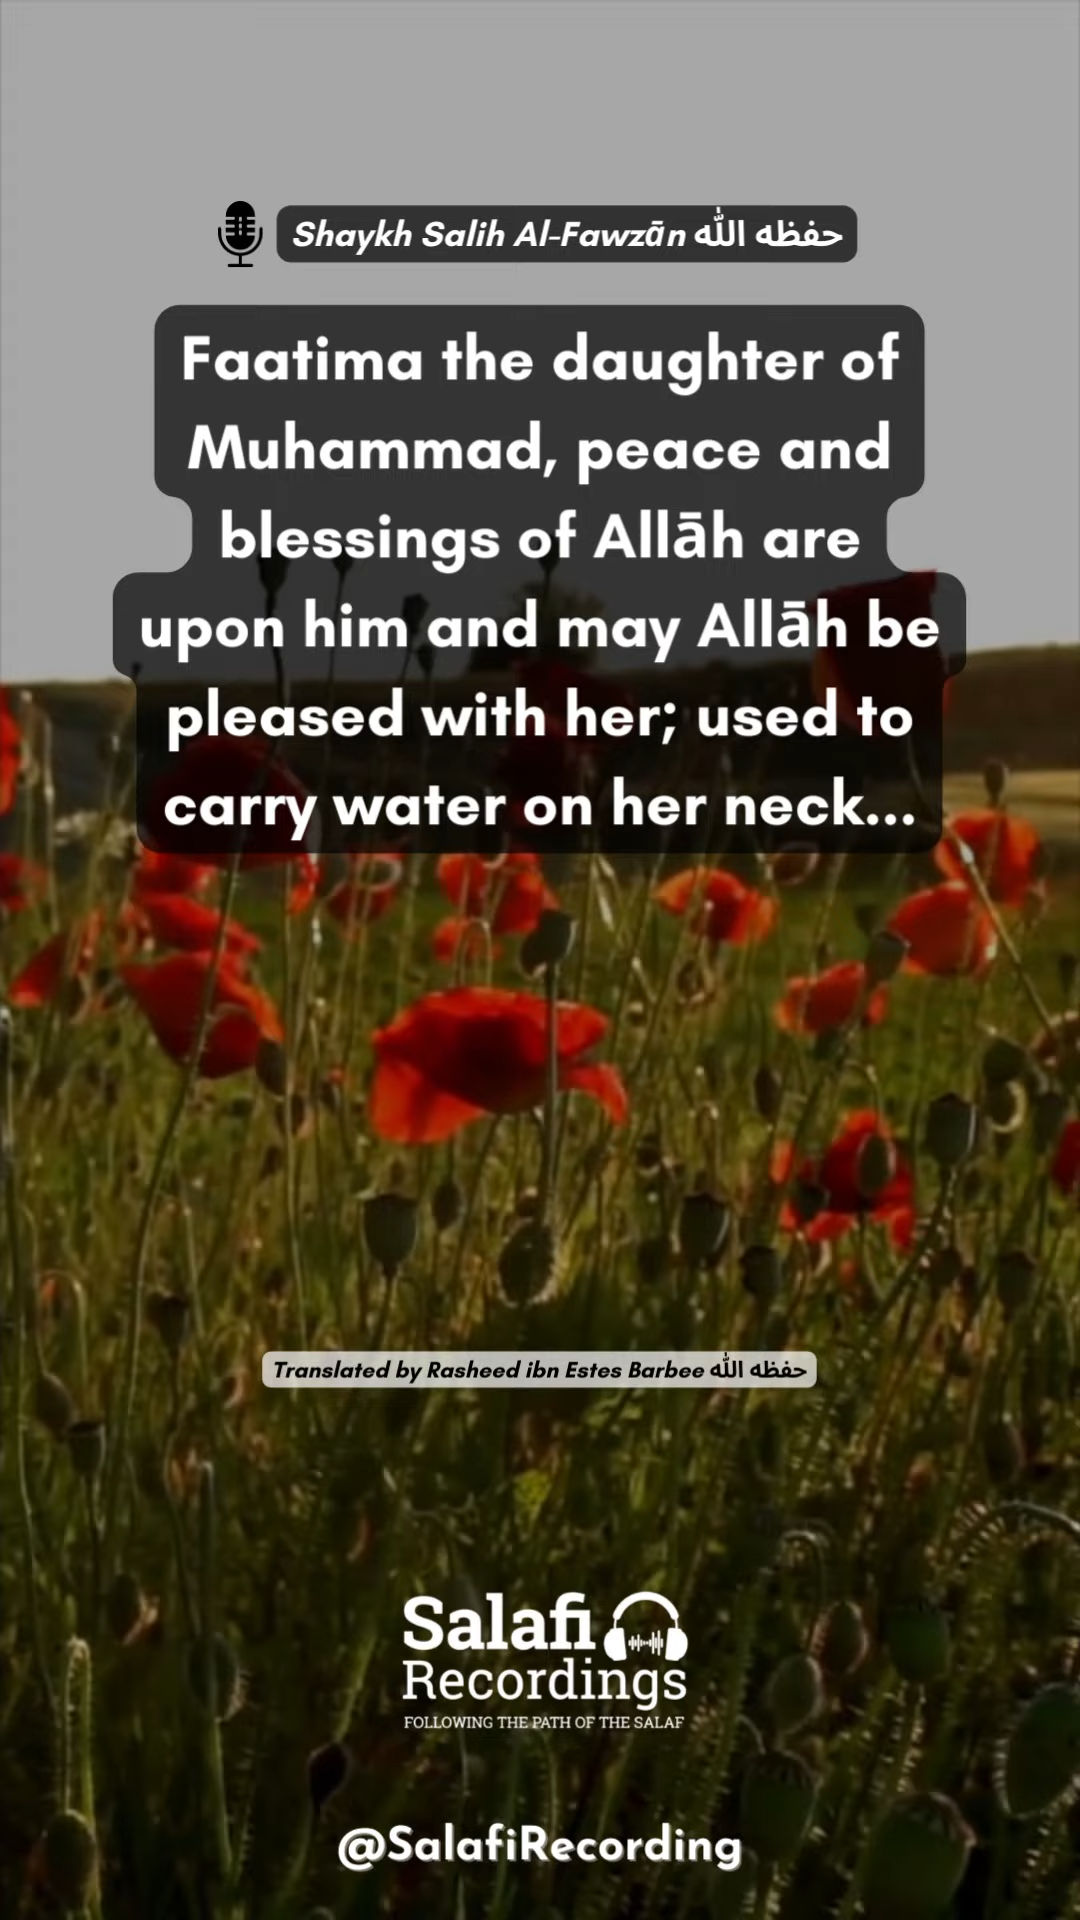 Shaykh Salih Al-Fawzān حفظه الله
Faatima the daughter of
Muhammad, peace and
blessings of Allāh are
upon him and may Allāh be
pleased with her; used to
carry water on her neck...
Translated by Rasheed ibn Estes Barbee حفظه الله
Salafi
Recordings
FOLLOWING THE PATH OF THE SALAF
@SalafiRecording